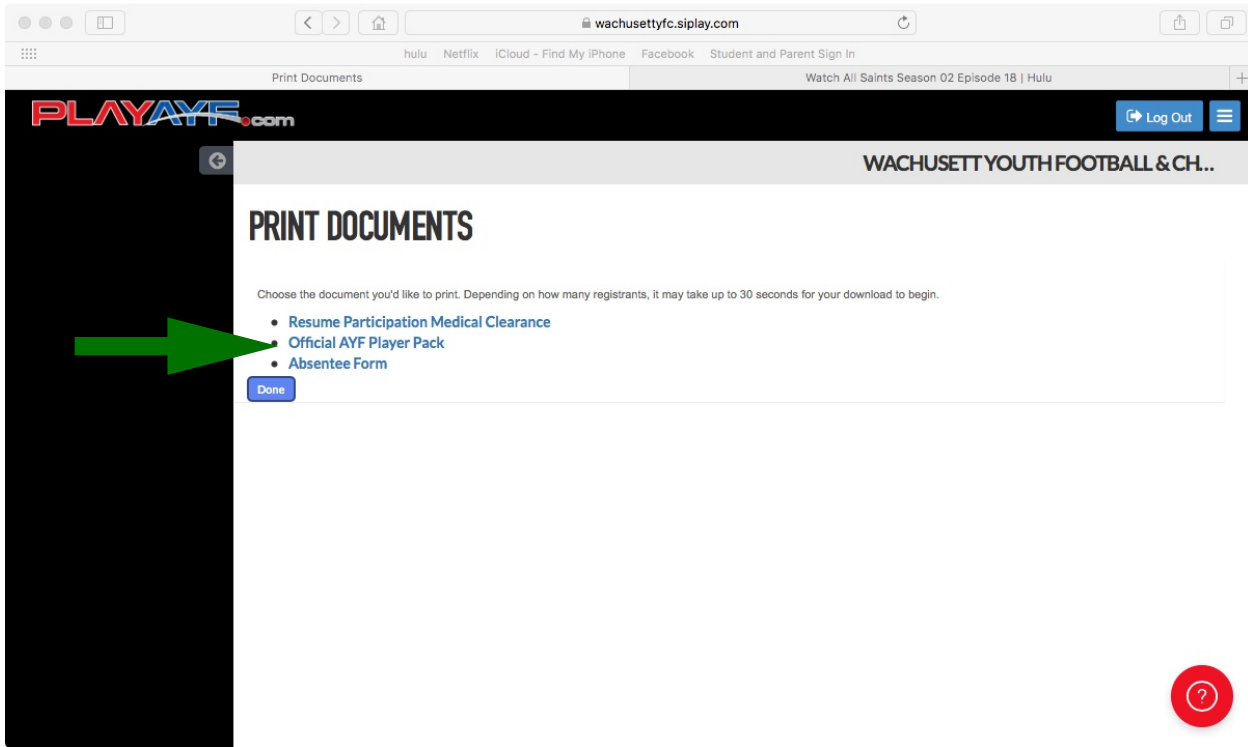 wachusettyfc.siplay.com
hulu Netflix iCloud - Find My iPhone Facebook Student and Parent Sign In
Print Documents Watch All Saints Season 02 Episode 18 | Hulu
PLAYAYF.com Log Out
WACHUSETT YOUTH FOOTBALL & CH...
PRINT DOCUMENTS
Choose the document you'd like to print. Depending on how many registrants, it may take up to 30 seconds for your download to begin.
Resume Participation Medical Clearance
Official AYF Player Pack
Absentee Form
Done
?